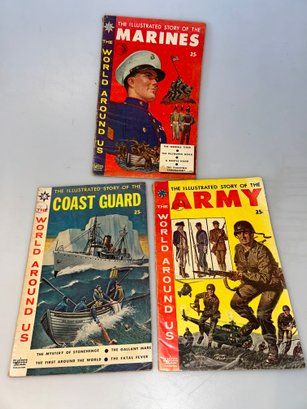 THE ILLUSTRATED STORY OF THE
MARINES
25
THE WORLD AROUND US
THE ILLUSTRATED STORY OF THE
COAST GUARD
25
THE WORLD AROUND US
THE MYSTERY OF STONEHENGE
THE GALLANT MARE
THE FIRST AROUND THE WORLD
THE FATAL FEVER
THE ILLUSTRATED STORY OF THE
ARMY
25¢
THE WORLD AROUND US